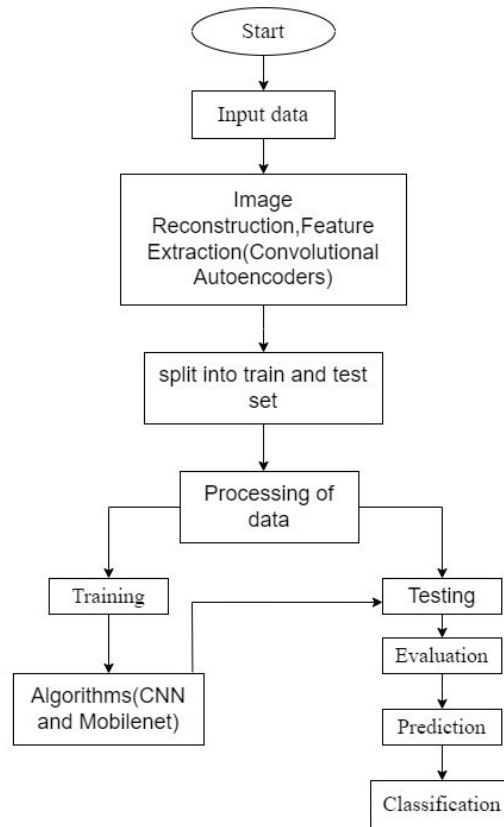 Start
Input data
Image
Reconstruction,Feature
Extraction(Convolutional
Autoencoders)
split into train and test
set
Processing of
data
Training
Testing
Algorithms(CNN
and Mobilenet)
Evaluation
Prediction
Classification